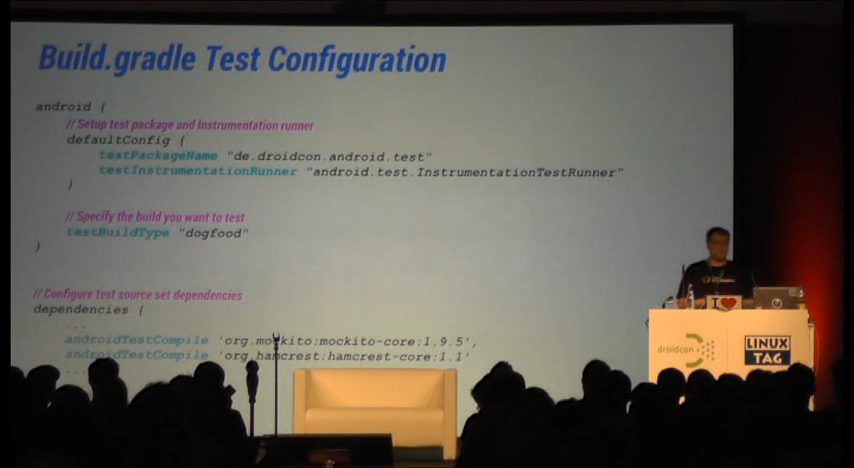 Build.gradle Test Configuration
android {
// Setup test package and Instrumentation runner
defaultConfig {
testPackageName "de.droidcon.android.test"
testInstrumentationRunner "android.test.InstrumentationTestRunner"
}
// Specify the build you want to test
testBuildType "dogfood"
}
// Configure test source set dependencies
dependencies {
...
androidTestCompile 'org.mockito:mockito-core:1.9.5',
androidTestCompile 'org.hamcrest:hamcrest-core:1.1'
...
I
droidcon
LINUX
TAG